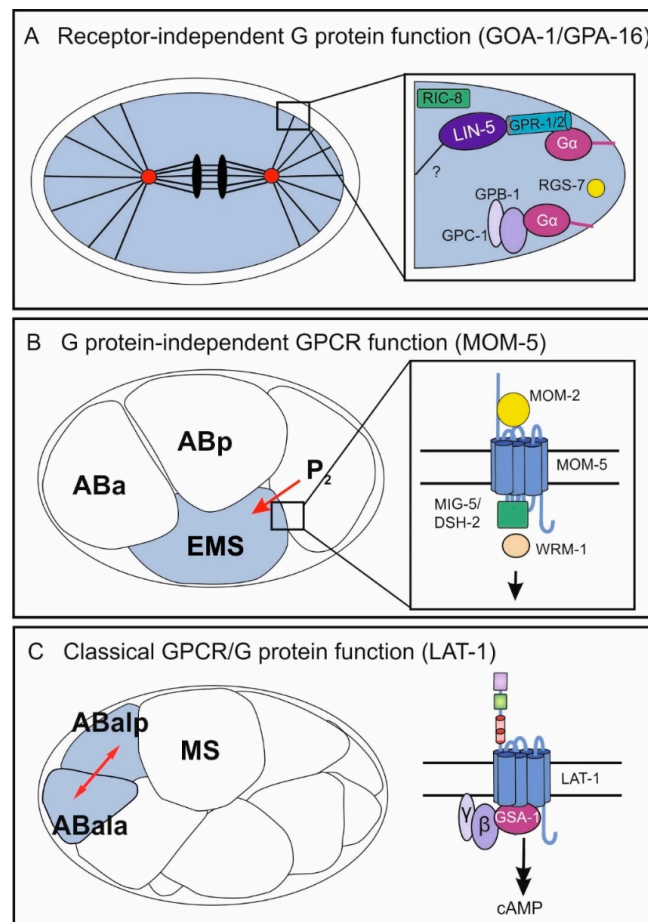 A Receptor-independent G protein function (GOA-1/GPA-16)
RIC-8
LIN-5
GPR-1/2
Gα
?
RGS-7
GPB-1
GPC-1
Gα
B G protein-independent GPCR function (MOM-5)
ABp
ABa
P2
EMS
MOM-2
MOM-5
MIG-5/
DSH-2
WRM-1
C Classical GPCR/G protein function (LAT-1)
ABalp
MS
ABala
LAT-1
γ
β
GSA-1
cAMP